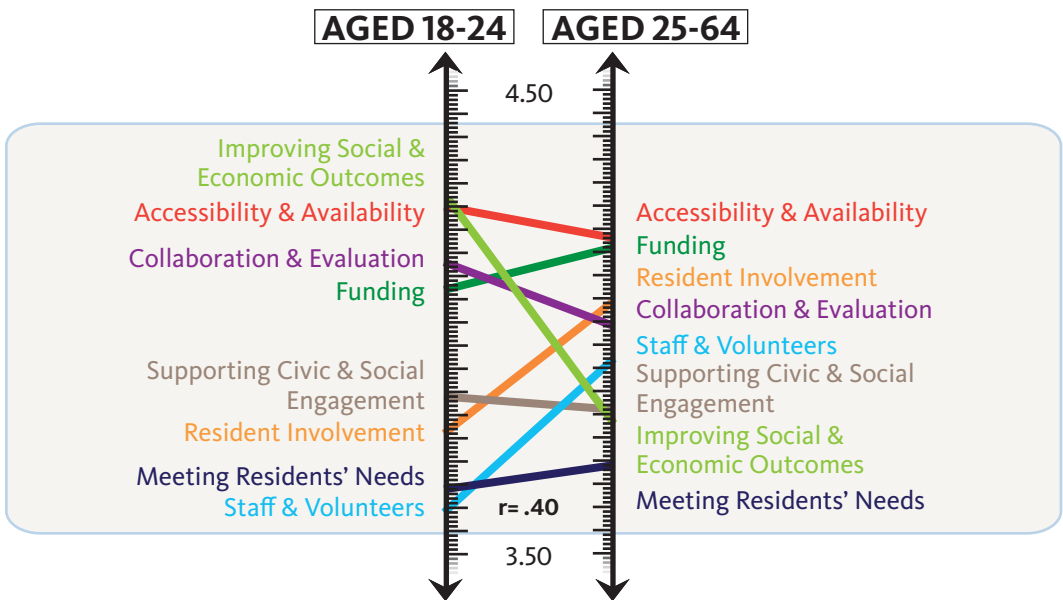 AGED 18-24
AGED 25-64
4.50
Improving Social &
Economic Outcomes
Accessibility & Availability
Collaboration & Evaluation
Funding
Supporting Civic & Social
Engagement
Resident Involvement
Meeting Residents’ Needs
Staff & Volunteers
Accessibility & Availability
Funding
Resident Involvement
Collaboration & Evaluation
Staff & Volunteers
Supporting Civic & Social
Engagement
Improving Social &
Economic Outcomes
Meeting Residents’ Needs
r= .40
3.50